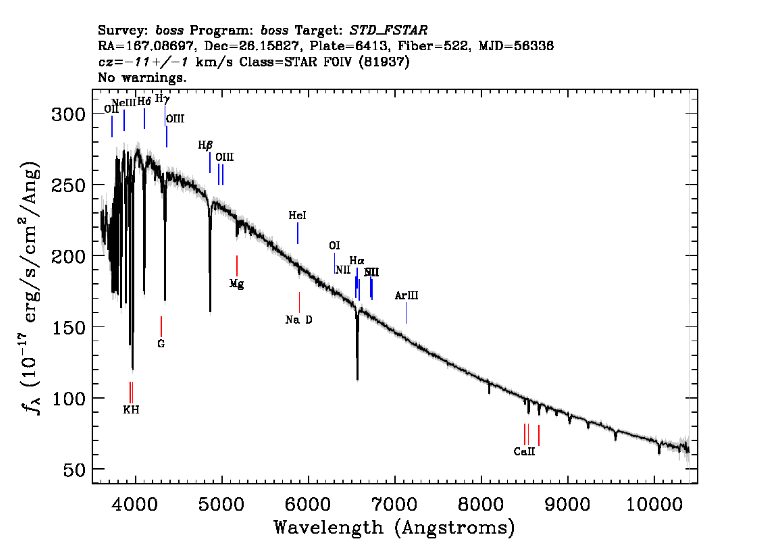 Survey: boss Program: boss Target: STD_FSTAR
RA=167.08697, Dec=26.15827, Plate=6413, Fiber=522, MJD=56336
cz=-11+/-1 km/s Class=STAR F0IV (81937)
No warnings.
OII NeIII Hδ Hγ
OIII
Hβ
OIII
HeI
OI
Hα
NII SII
ArIII
Mg
Na D
G
KH
CaII
300
250
200
150
100
50
4000 5000 6000 7000 8000 9000 10000
Wavelength (Angstroms)
fλ (10⁻¹⁷ erg/s/cm²/Ang)